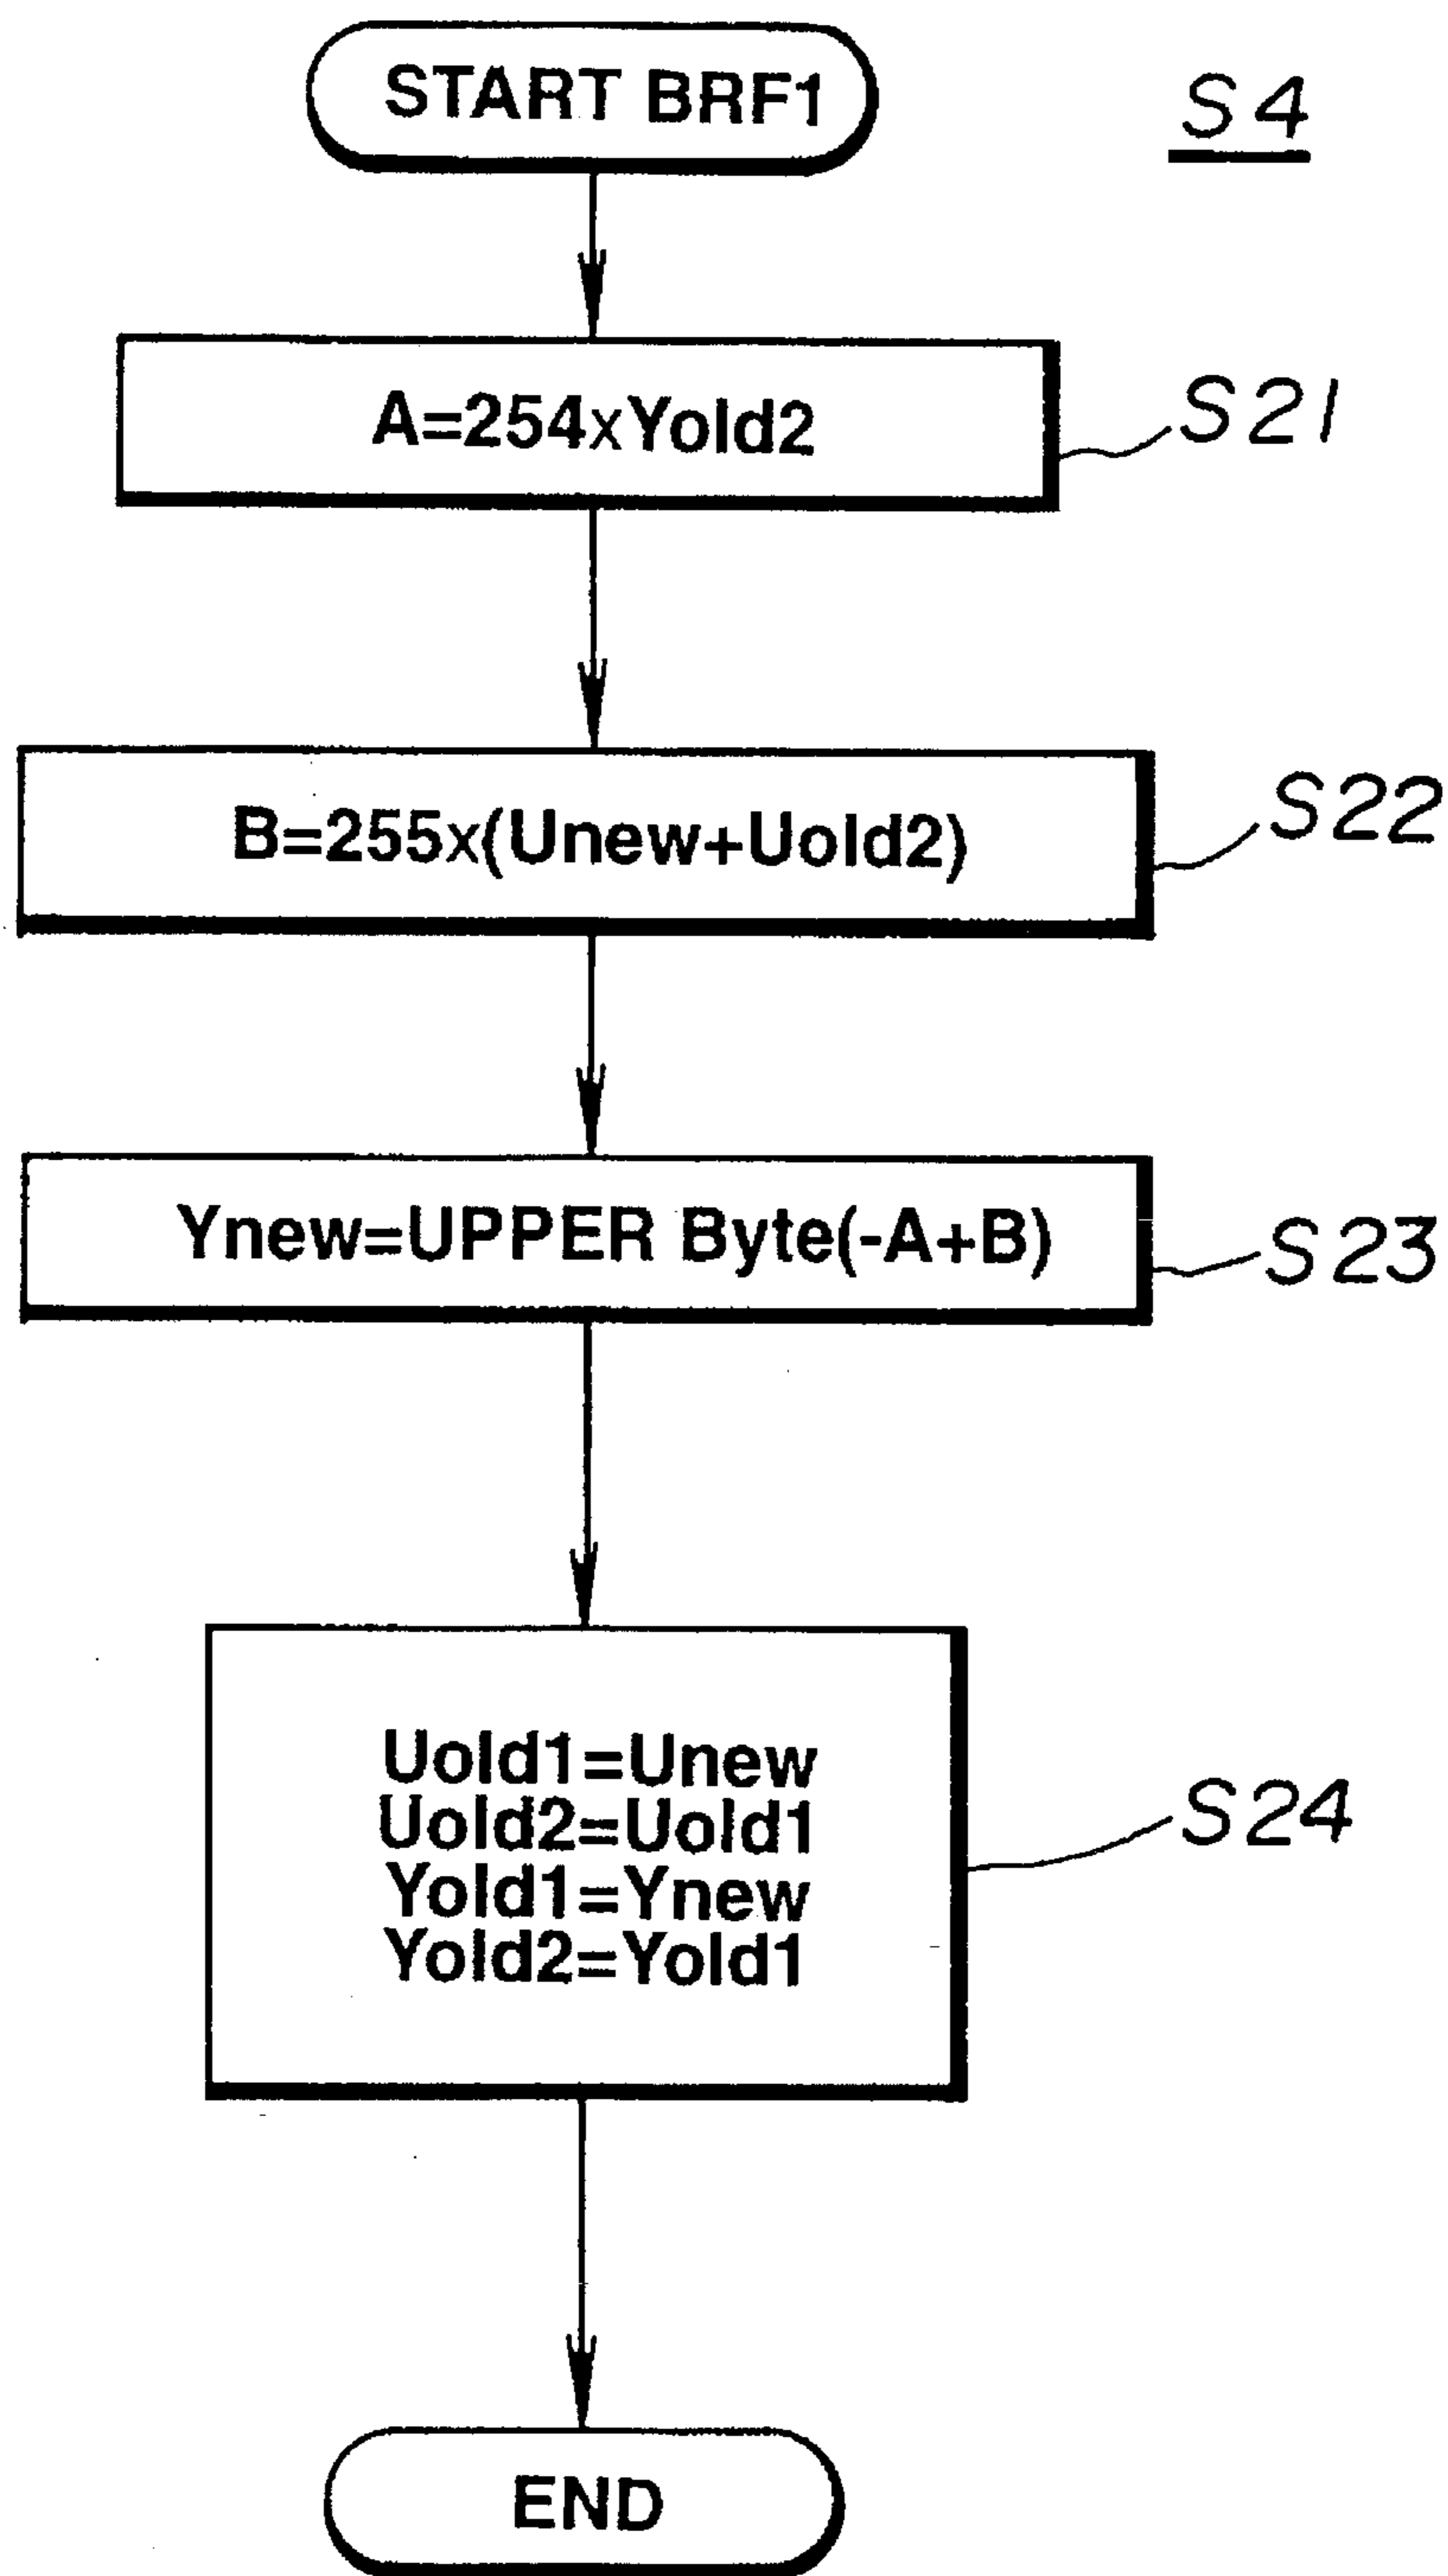 START BRF1
S4
A=254xYold2
S21
B=255x(Unew+Uold2)
S22
Ynew=UPPER Byte(-A+B)
S23
Uold1=Unew
Uold2=Uold1
Yold1=Ynew
Yold2=Yold1
S24
END